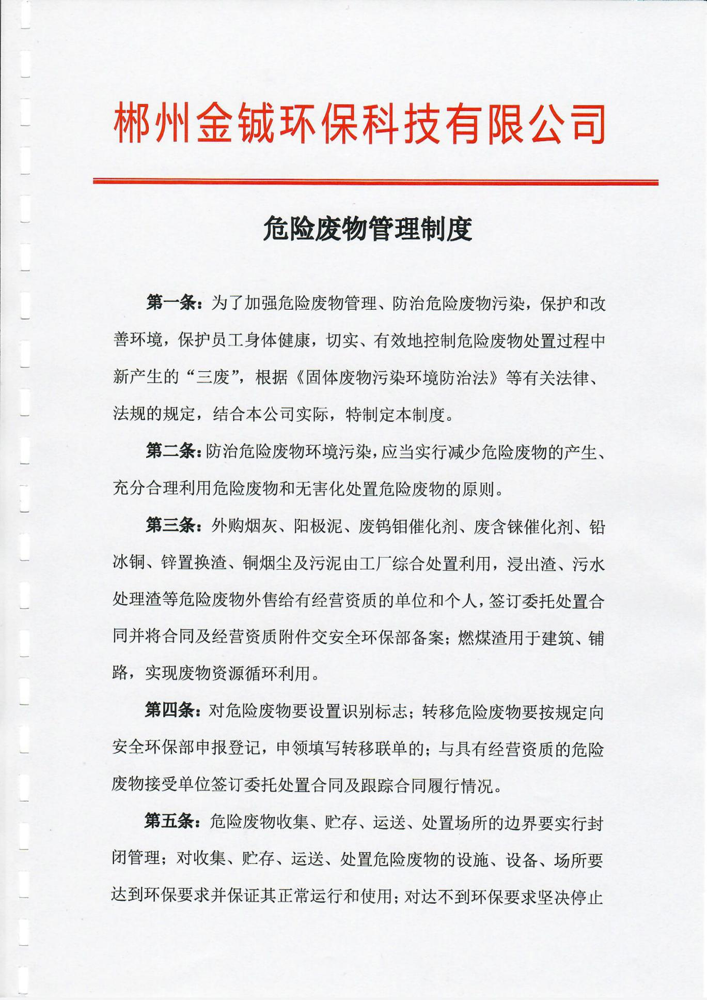 郴州金铖环保科技有限公司
危险废物管理制度
第一条：为了加强危险废物管理、防治危险废物污染，保护和改
善环境，保护员工身体健康，切实、有效地控制危险废物处置过程中
新产生的“三废”，根据《固体废物污染环境防治法》等有关法律、
法规的规定，结合本公司实际，特制定本制度。
第二条：防治危险废物环境污染，应当实行减少危险废物的产生、
充分合理利用危险废物和无害化处置危险废物的原则。
第三条：外购烟灰、阳极泥、废钨钼催化剂、废含铼催化剂、铅
冰铜、锌置换渣、铜烟尘及污泥由工厂综合处置利用，浸出渣、污水
处理渣等危险废物外售给有经营资质的单位和个人，签订委托处置合
同并将合同及经营资质附件交安全环保部备案；燃煤渣用于建筑、铺
路，实现废物资源循环利用。
第四条：对危险废物要设置识别标志；转移危险废物要按规定向
安全环保部申报登记，申领填写转移联单的；与具有经营资质的危险
废物接受单位签订委托处置合同及跟踪合同履行情况。
第五条：危险废物收集、贮存、运送、处置场所的边界要实行封
闭管理；对收集、贮存、运送、处置危险废物的设施、设备、场所要
达到环保要求并保证其正常运行和使用；对达不到环保要求坚决停止